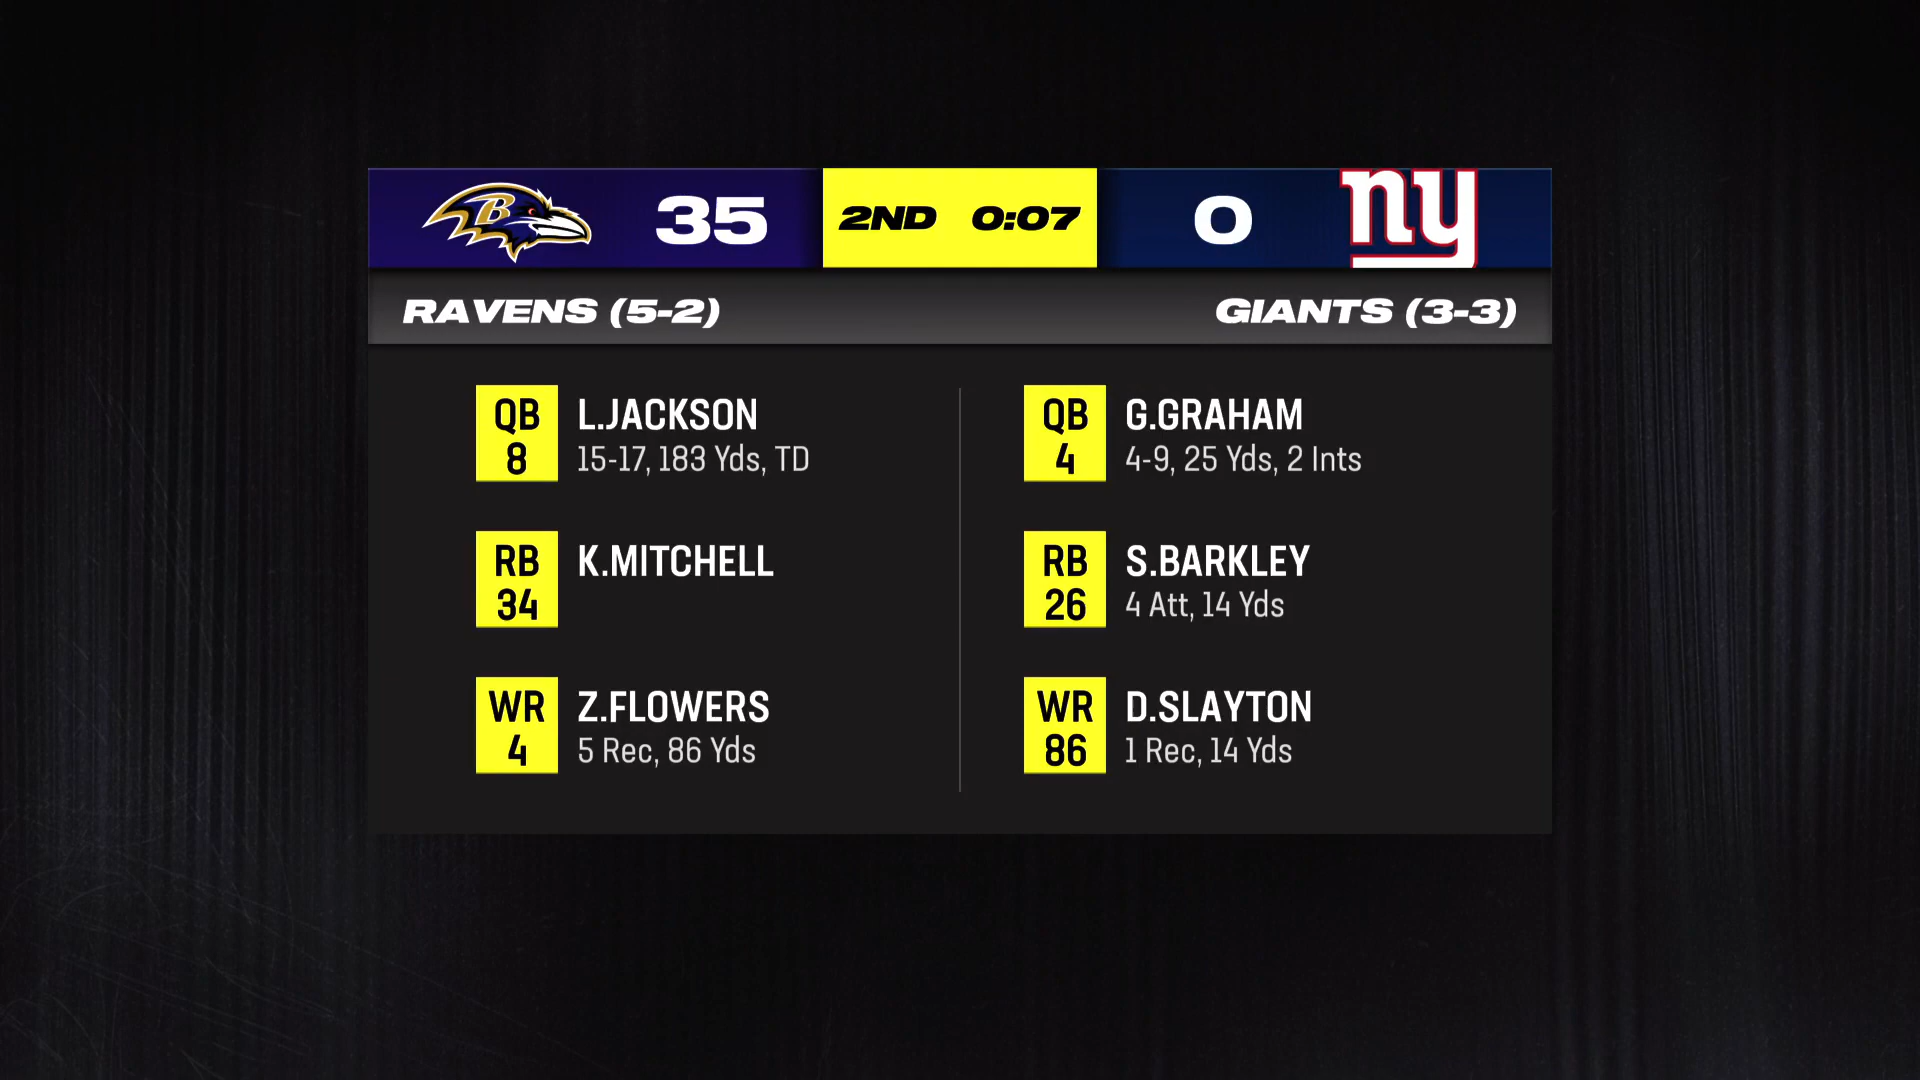 B
35
2ND 0:07
0
ny
RAVENS (5-2)
GIANTS (3-3)
QB
8
L.JACKSON
15-17, 183 Yds, TD
RB
34
K.MITCHELL
WR
4
Z.FLOWERS
5 Rec, 86 Yds
QB
4
G.GRAHAM
4-9, 25 Yds, 2 Ints
RB
26
S.BARKLEY
4 Att, 14 Yds
WR
86
D.SLAYTON
1 Rec, 14 Yds